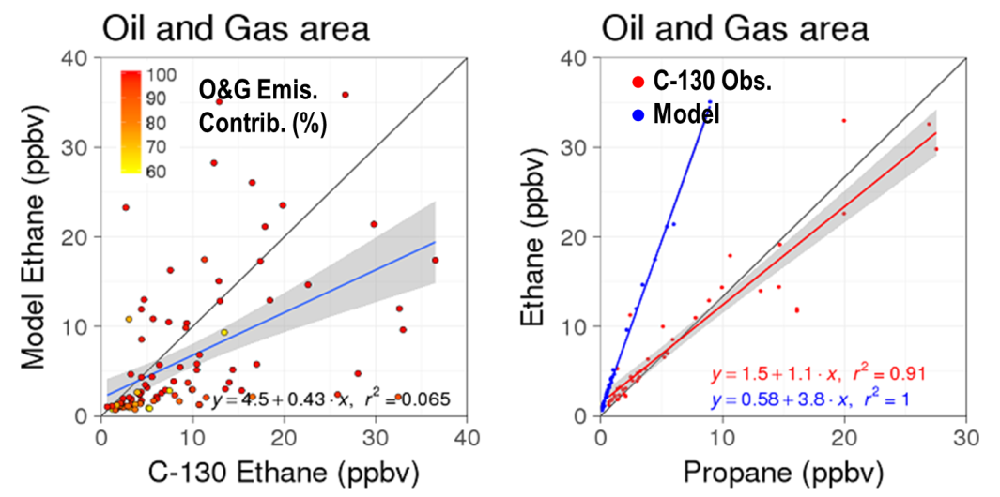 Oil and Gas area
40
30
20
10
0
0 10 20 30 40
Model Ethane (ppbv)
C-130 Ethane (ppbv)
100
90
80
70
60
O&G Emis.
Contrib. (%)
y = 4.5 + 0.43 · x, r² = 0.065
Oil and Gas area
40
30
20
10
0
0 10 20 30
Ethane (ppbv)
Propane (ppbv)
C-130 Obs.
Model
y = 1.5 + 1.1 · x, r² = 0.91
y = 0.58 + 3.8 · x, r² = 1